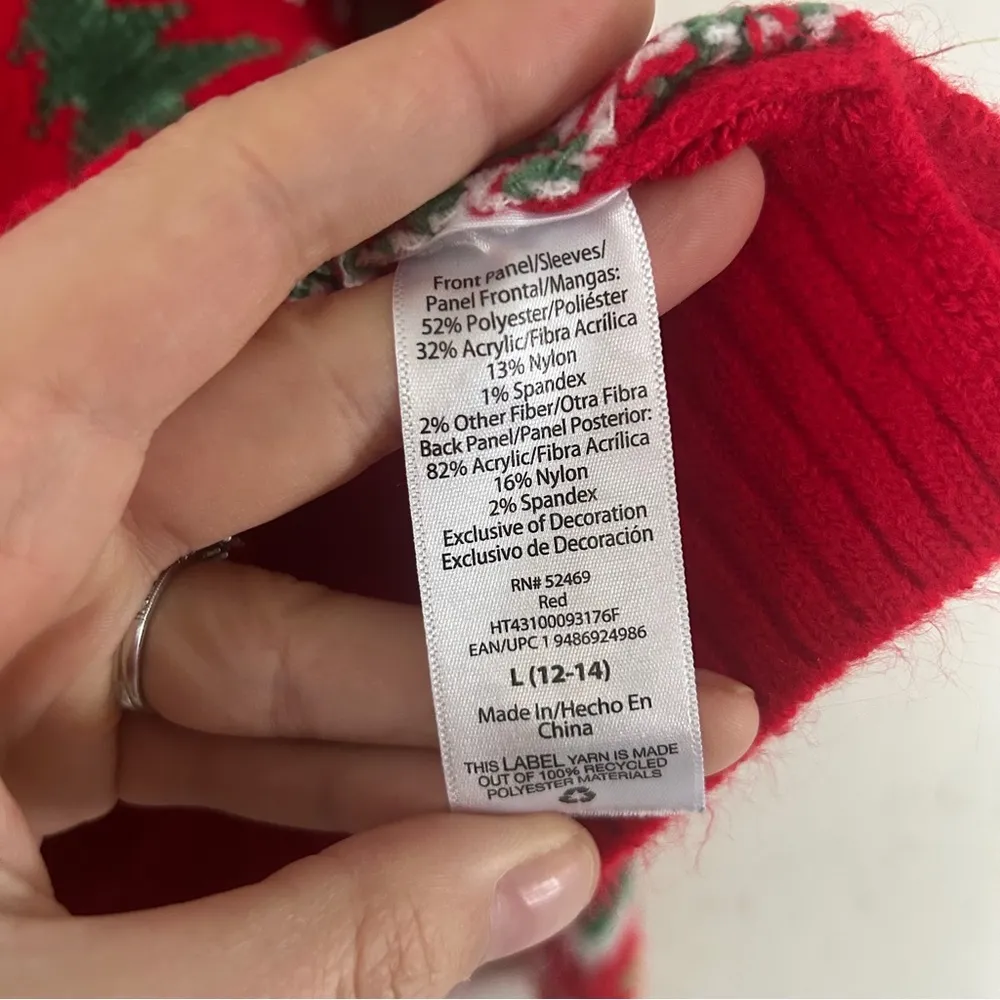 Front Panel/Sleeves/
Panel Frontal/Mangas:
52% Polyester/Poliéster
32% Acrylic/Fibra Acrílica
13% Nylon
1% Spandex
2% Other Fiber/Otra Fibra
Back Panel/Panel Posterior:
82% Acrylic/Fibra Acrílica
16% Nylon
2% Spandex
Exclusive of Decoration
Exclusivo de Decoración
RN# 52469
Red
HT43100093176F
EAN/UPC 1 9486924986
L (12-14)
Made In/Hecho En
China
THIS LABEL YARN IS MADE
OUT OF 100% RECYCLED
POLYESTER MATERIALS